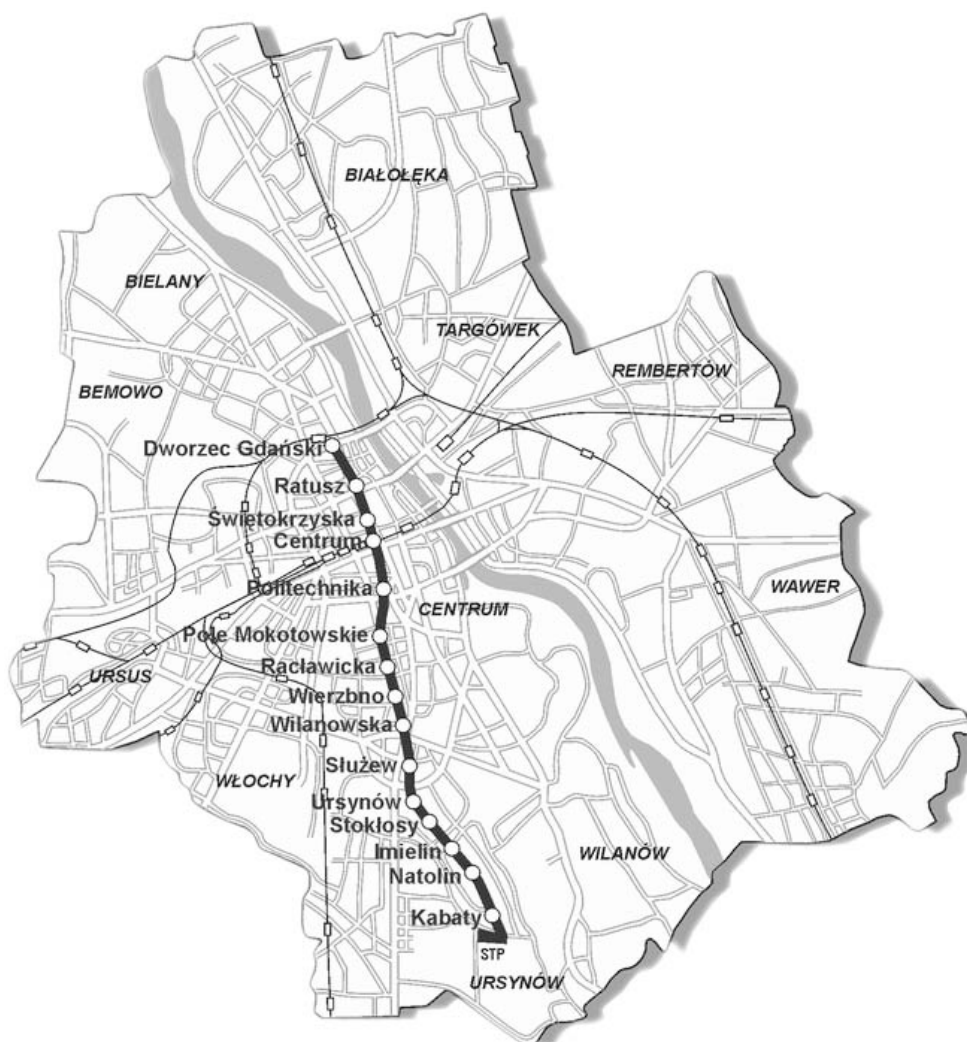 BIAŁOŁĘKA
BIELANY
TARGÓWEK
REMBERTÓW
BEMOWO
Dworzec Gdański
Ratusz
Świetokrzyska
Centrum
Politechnika
WAWER
CENTRUM
Pole Mokotowskie
Racławicka
URSUS
Wierzbno
Wilanowska
Służew
WŁOCHY
Ursynów
Stokłosy
Imielin
WILANÓW
Natolin
Kabaty
STP
URSYNÓW